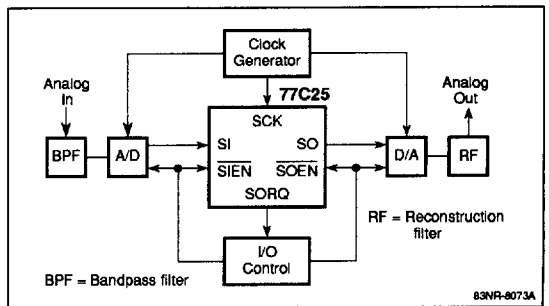 Clock
Generator
Analog
In
77C25
Analog
Out
SCK
BPF
A/D
SI
SO
D/A
RF
SIEN
SOEN
SORQ
I/O
Control
RF = Reconstruction
filter
BPF = Bandpass filter
83NR-8073A